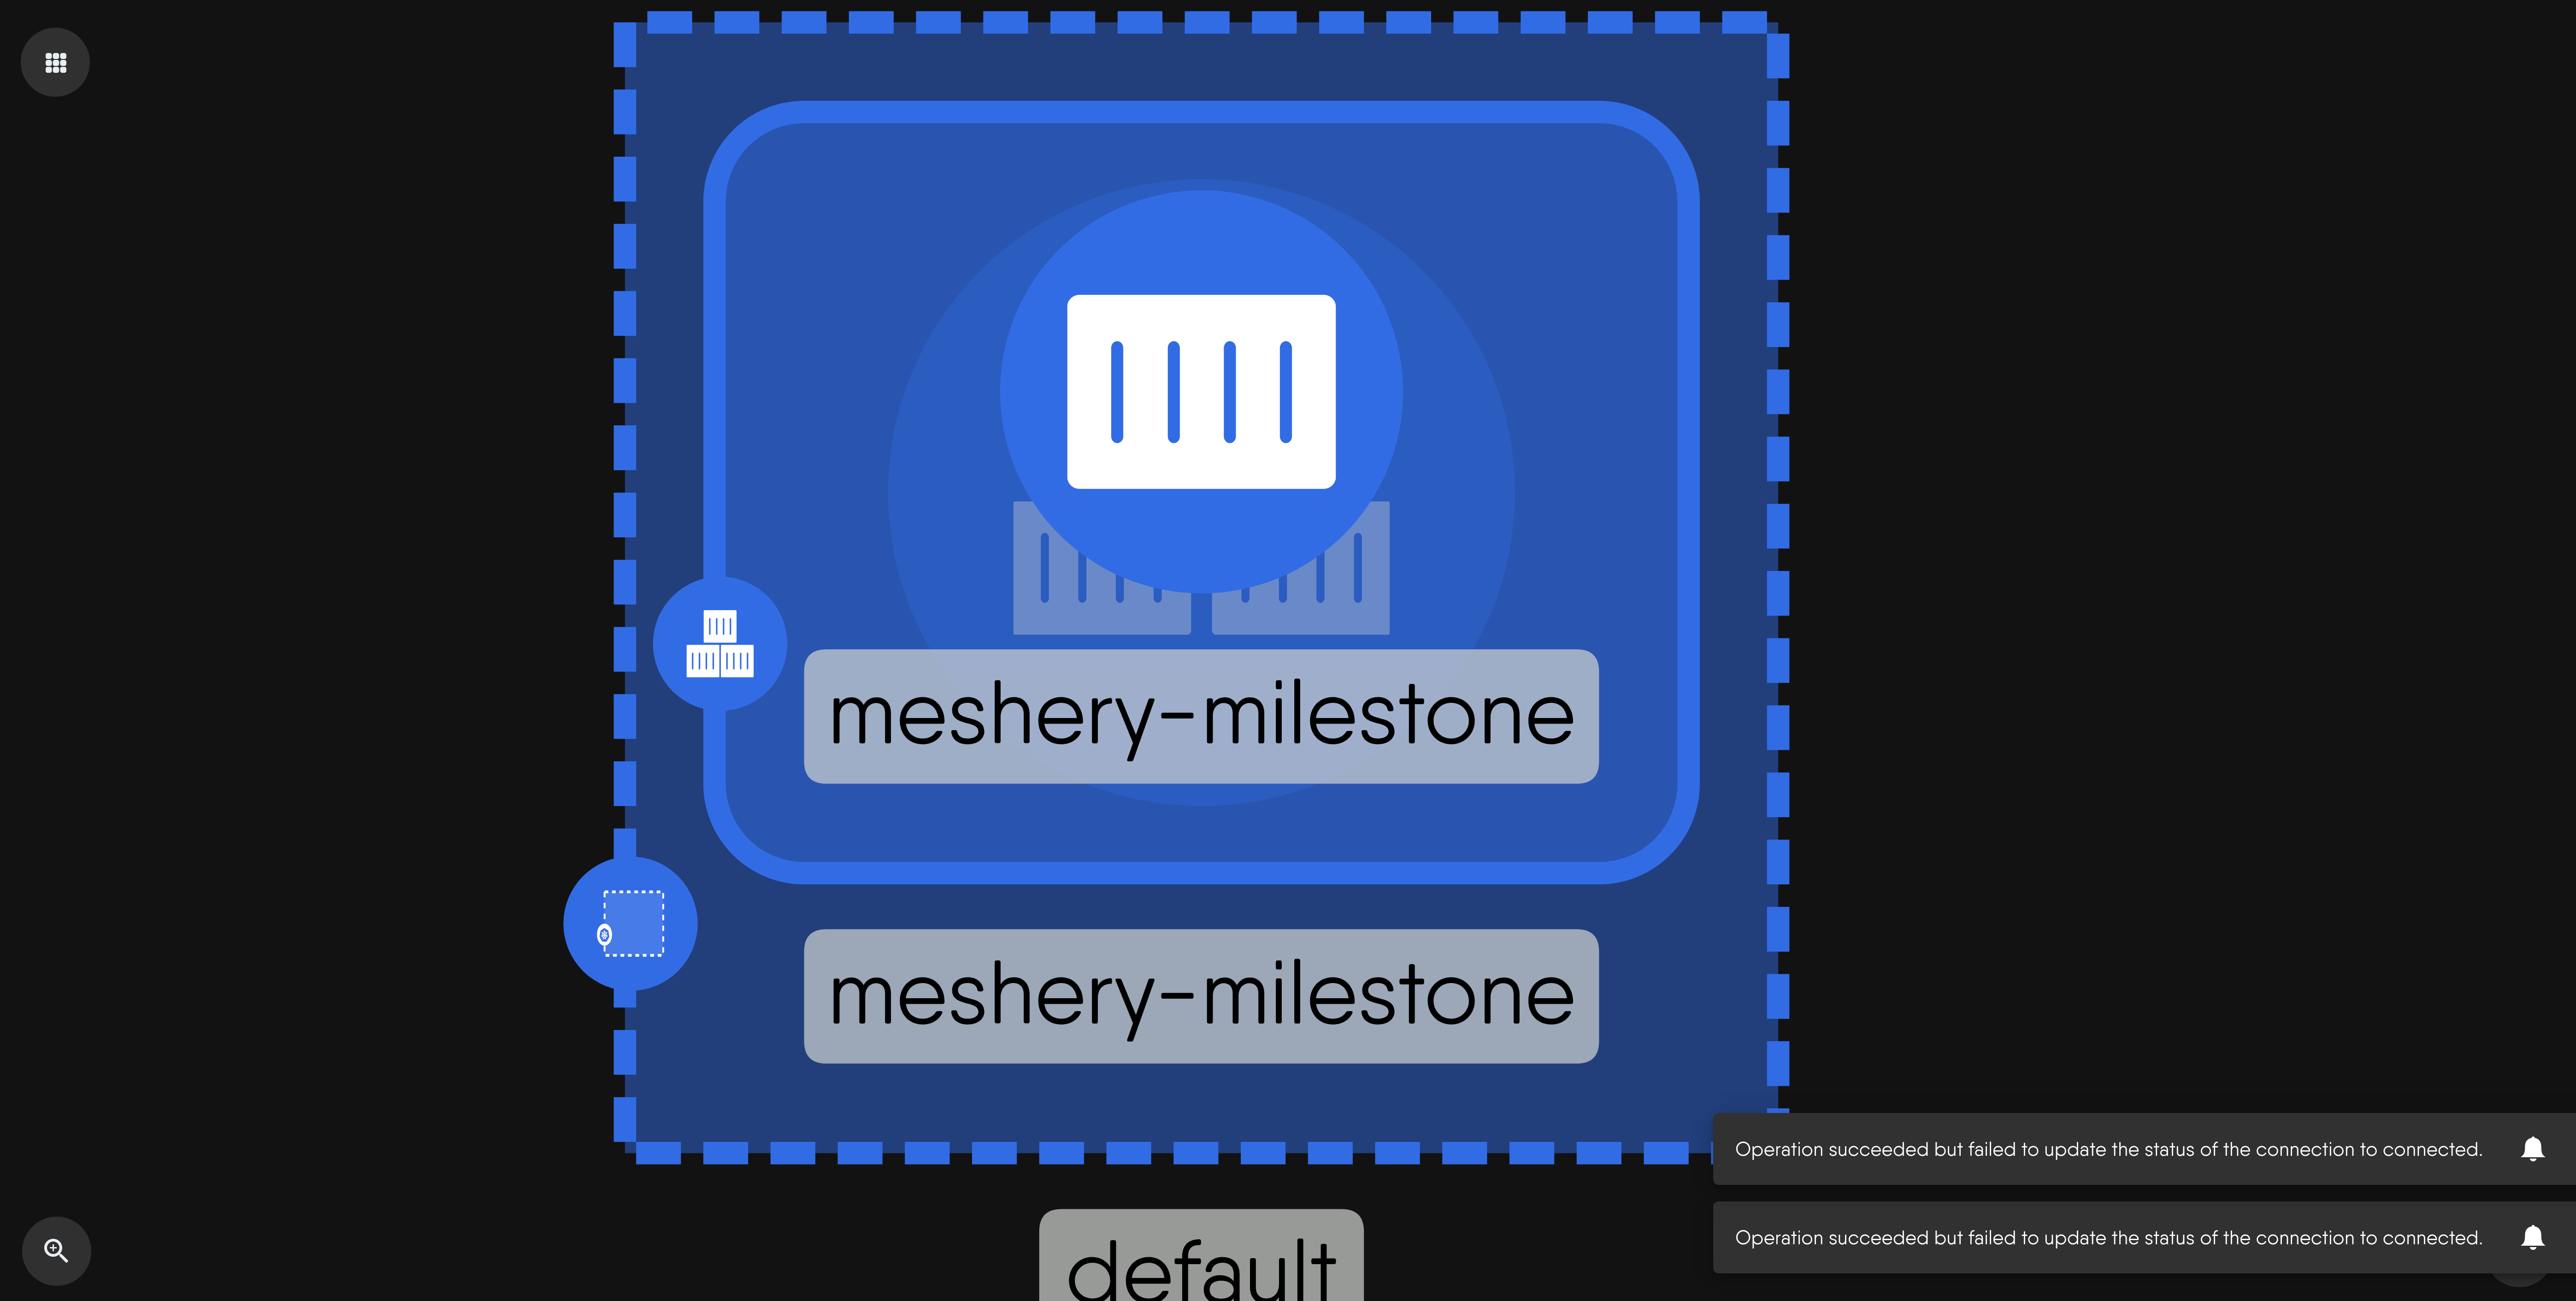 meshery-milestone
meshery-milestone
Operation succeeded but failed to update the status of the connection to connected.
Operation succeeded but failed to update the status of the connection to connected.
default